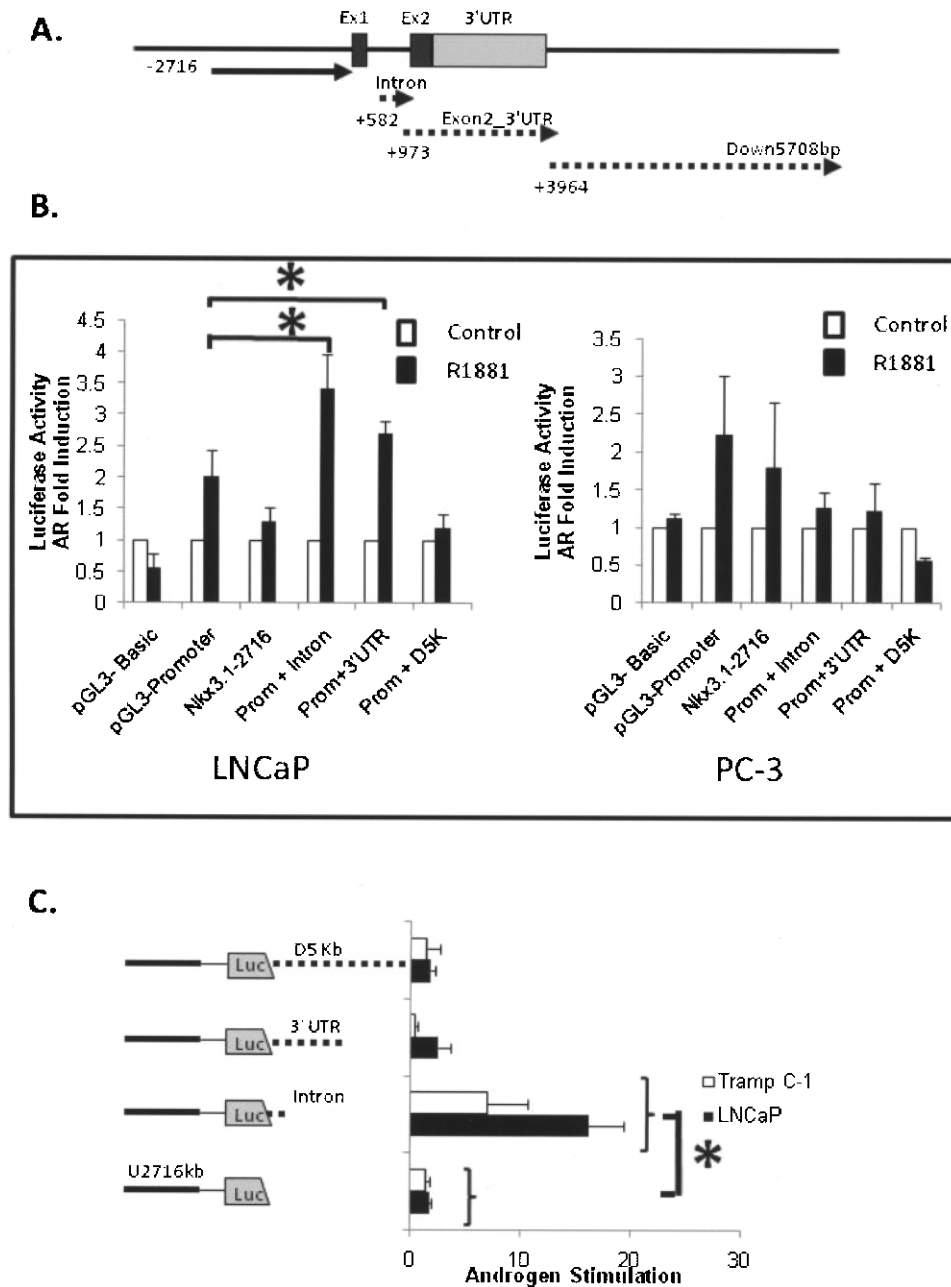 A.
Ex1 Ex2 3'UTR
-2716
Intron
+582
Exon2_3'UTR
+973
Down5708bp
+3964
B.
*
*
4.5
4
3.5
3
2.5
2
1.5
1
0.5
0
Luciferase Activity
AR Fold Induction
Control
R1881
pGL3- Basic
pGL3-Promoter
Nkx3.1-2716
Prom + Intron
Prom+3'UTR
Prom + D5K
LNCaP
3.5
3
2.5
2
1.5
1
0.5
0
Luciferase Activity
AR Fold Induction
Control
R1881
pGL3- Basic
pGL3-Promoter
Nkx3.1-2716
Prom + Intron
Prom+3'UTR
Prom + D5K
PC-3
C.
D5Kb
Luc
3'UTR
Luc
Intron
Luc
U2716kb
Luc
Tramp C-1
LNCaP
*
0 10 20 30
Androgen Stimulation